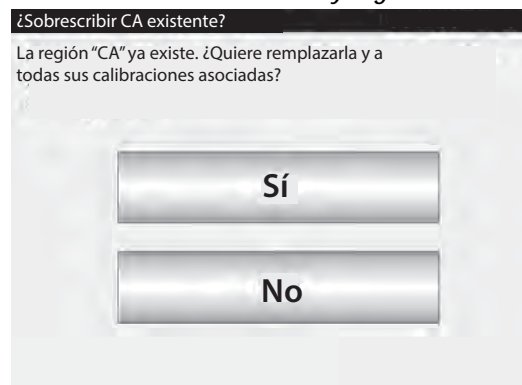 ¿Sobrescribir CA existente?
La región “CA” ya existe. ¿Quiere remplazarla y a
todas sus calibraciones asociadas?
Sí
No